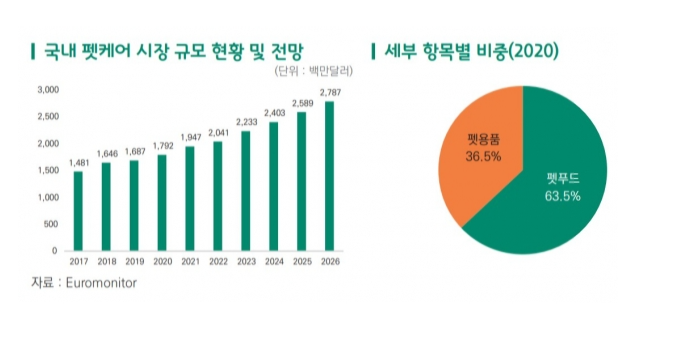 국내 펫케어 시장 규모 현황 및 전망
(단위 : 백만달러)
3,000
2,500
2,000
1,500
1,000
500
0
1,481
1,646
1,687
1,792
1,947
2,041
2,233
2,403
2,589
2,787
2017 2018 2019 2020 2021 2022 2023 2024 2025 2026
자료 : Euromonitor
세부 항목별 비중(2020)
펫용품
36.5%
펫푸드
63.5%